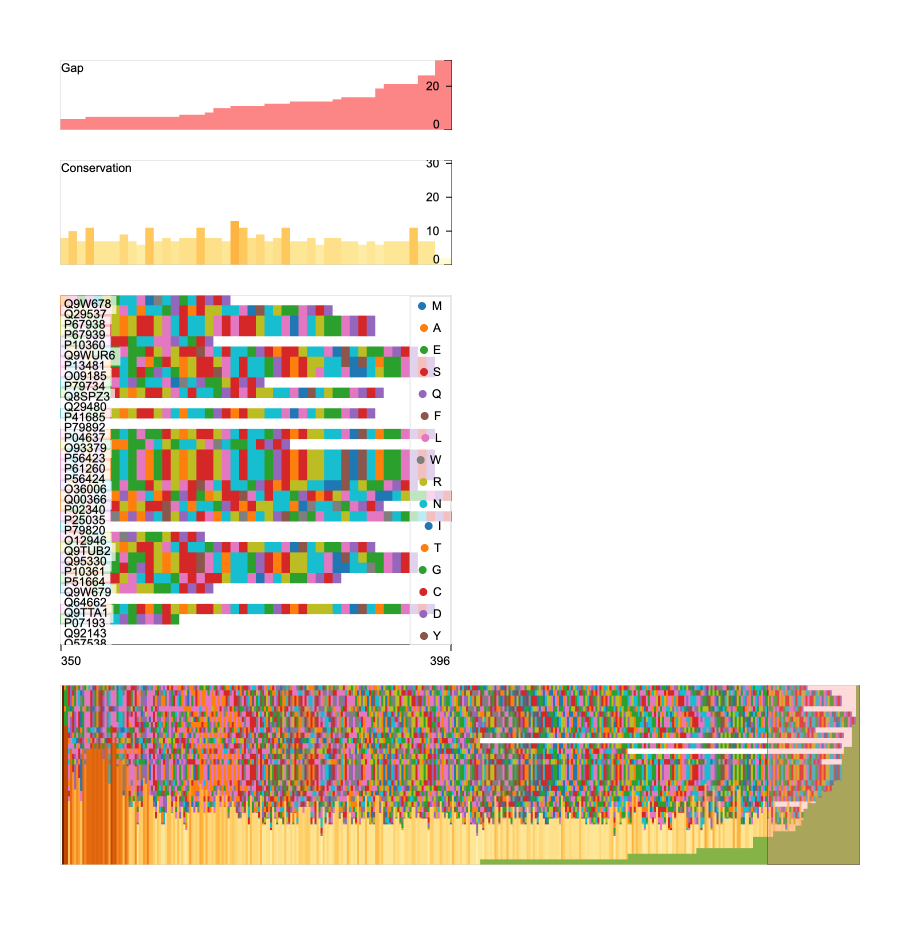 Gap
20
0
Conservation
30
20
10
0
Q9W678
Q29537
P67938
P67939
P10360
Q9WUR6
P13481
O09185
P79734
Q8SPZ3
Q29480
P41685
P79892
P04637
O93379
P56423
P61260
P56424
O36006
Q00366
P02340
P25035
P79820
O12946
Q9TUB2
Q95330
P10361
P51664
Q9W679
Q64662
Q9TTA1
P07193
Q92143
O57538
M
A
E
S
Q
F
L
W
R
N
I
T
G
C
D
Y
350
396